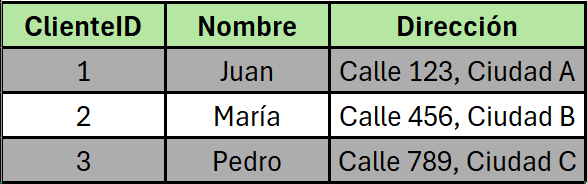 ClienteID Nombre Dirección
1 Juan Calle 123, Ciudad A
2 María Calle 456, Ciudad B
3 Pedro Calle 789, Ciudad C